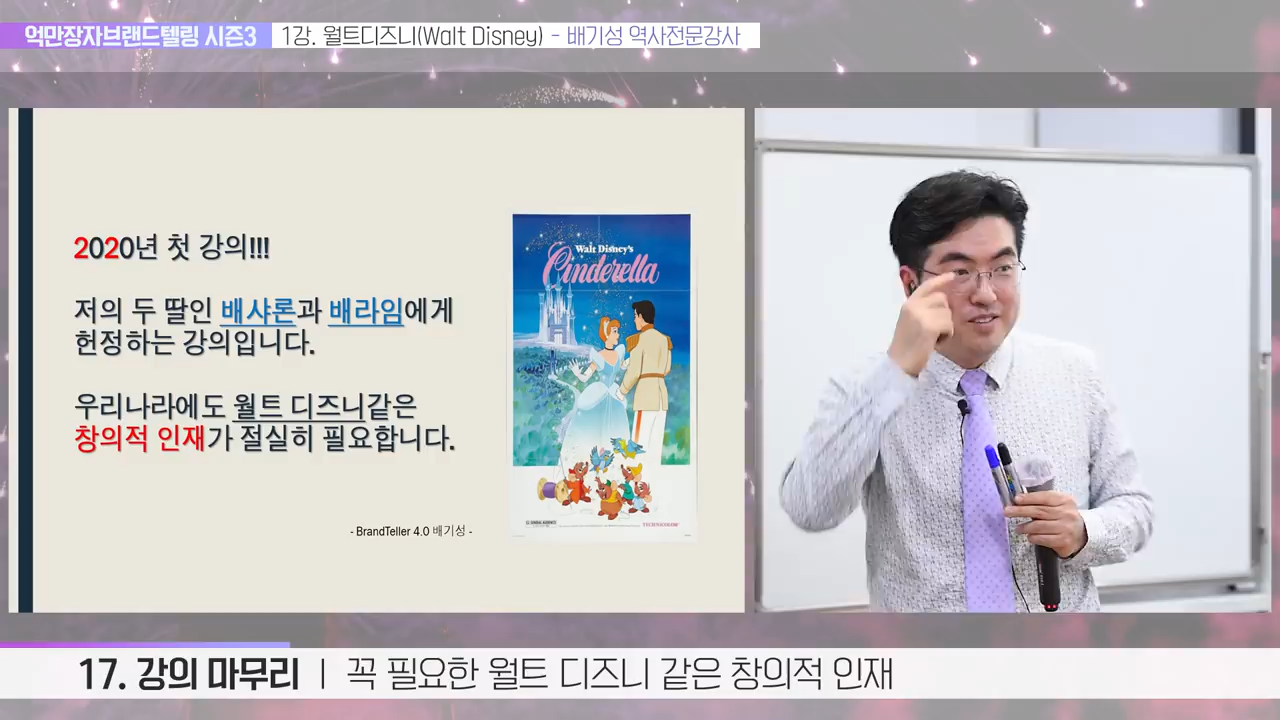 억만장자브랜드텔링 시즌3
1강. 월트디즈니(Walt Disney) - 배기성 역사전문강사
2020년 첫 강의!!!
저의 두 딸인 배샤론과 배라임에게
헌정하는 강의입니다.
우리나라에도 월트 디즈니같은
창의적 인재가 절실히 필요합니다.
- BrandTeller 4.0 배기성 -
Walt Disney's
Cinderella
TECHNICOLOR
17. 강의 마무리 | 꼭 필요한 월트 디즈니 같은 창의적 인재